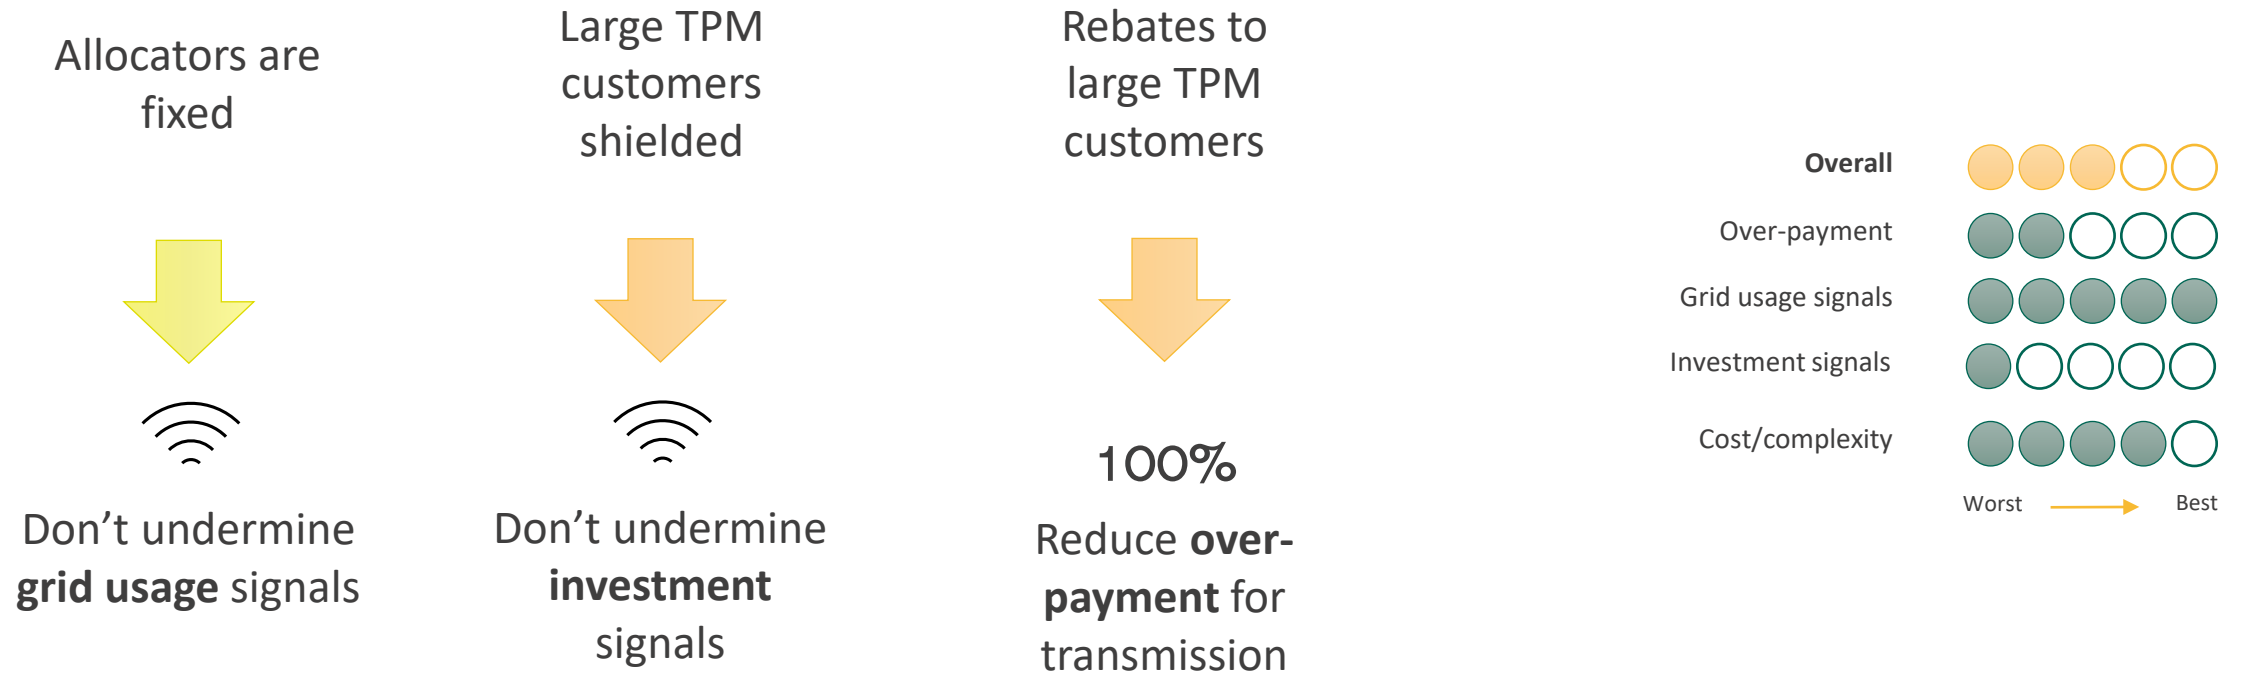 Allocators are
fixed
Don’t undermine
grid usage signals
Large TPM
customers
shielded
Don’t undermine
investment
signals
Rebates to
large TPM
customers
100%
Reduce over-
payment for
transmission
Overall
Over-payment
Grid usage signals
Investment signals
Cost/complexity
Worst
Best